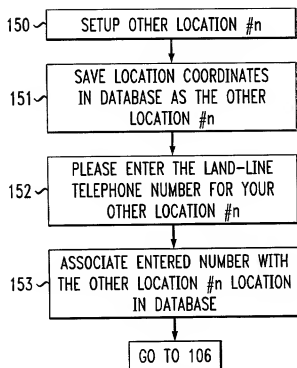 150 SETUP OTHER LOCATION #n
SAVE LOCATION COORDINATES
151 IN DATABASE AS THE OTHER
LOCATION #n
PLEASE ENTER THE LAND-LINE
152 TELEPHONE NUMBER FOR YOUR
OTHER LOCATION #n
ASSOCIATE ENTERED NUMBER WITH
153 THE OTHER LOCATION #n LOCATION
IN DATABASE
GO TO 106